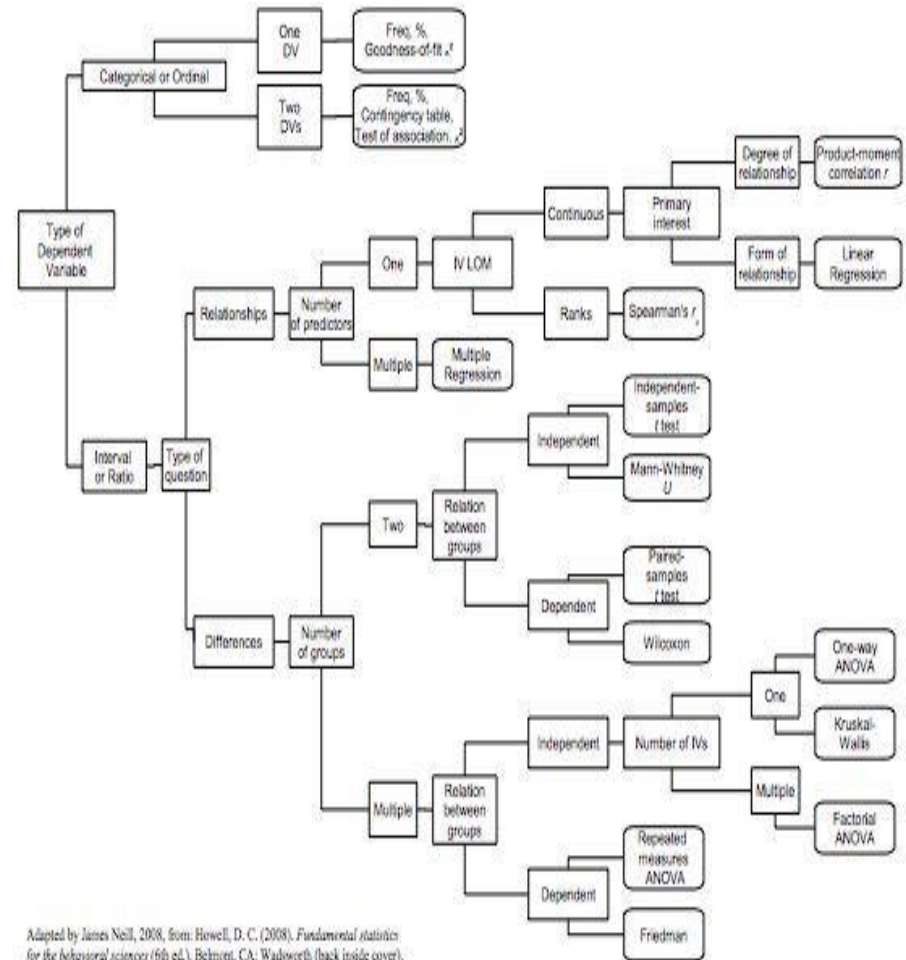 One
DV
Freq, %,
Goodness-of-fit x²
Categorical or Ordinal
Two
DVs
Freq, %,
Contingency table,
Test of association, x²
Type of
Dependent
Variable
Interval
or Ratio
Type of
question
Relationships
Number
of predictors
One
IV LOM
Continuous
Primary
interest
Degree of
relationship
Product-moment
correlation r
Form of
relationship
Linear
Regression
Ranks
Spearman's rs
Multiple
Multiple
Regression
Differences
Number
of groups
Two
Relation
between
groups
Independent
Independent-
samples
t test
Mann-Whitney
U
Dependent
Paired-
samples
t test
Wilcoxon
Multiple
Relation
between
groups
Independent
Number of IVs
One
One-way
ANOVA
Kruskal-
Wallis
Multiple
Factorial
ANOVA
Dependent
Repeated
measures
ANOVA
Friedman
Adapted by James Neill, 2008, from: Howell, D. C. (2008). Fundamental statistics
for the behavioral sciences (6th ed.). Belmont, CA: Wadsworth (back inside cover).